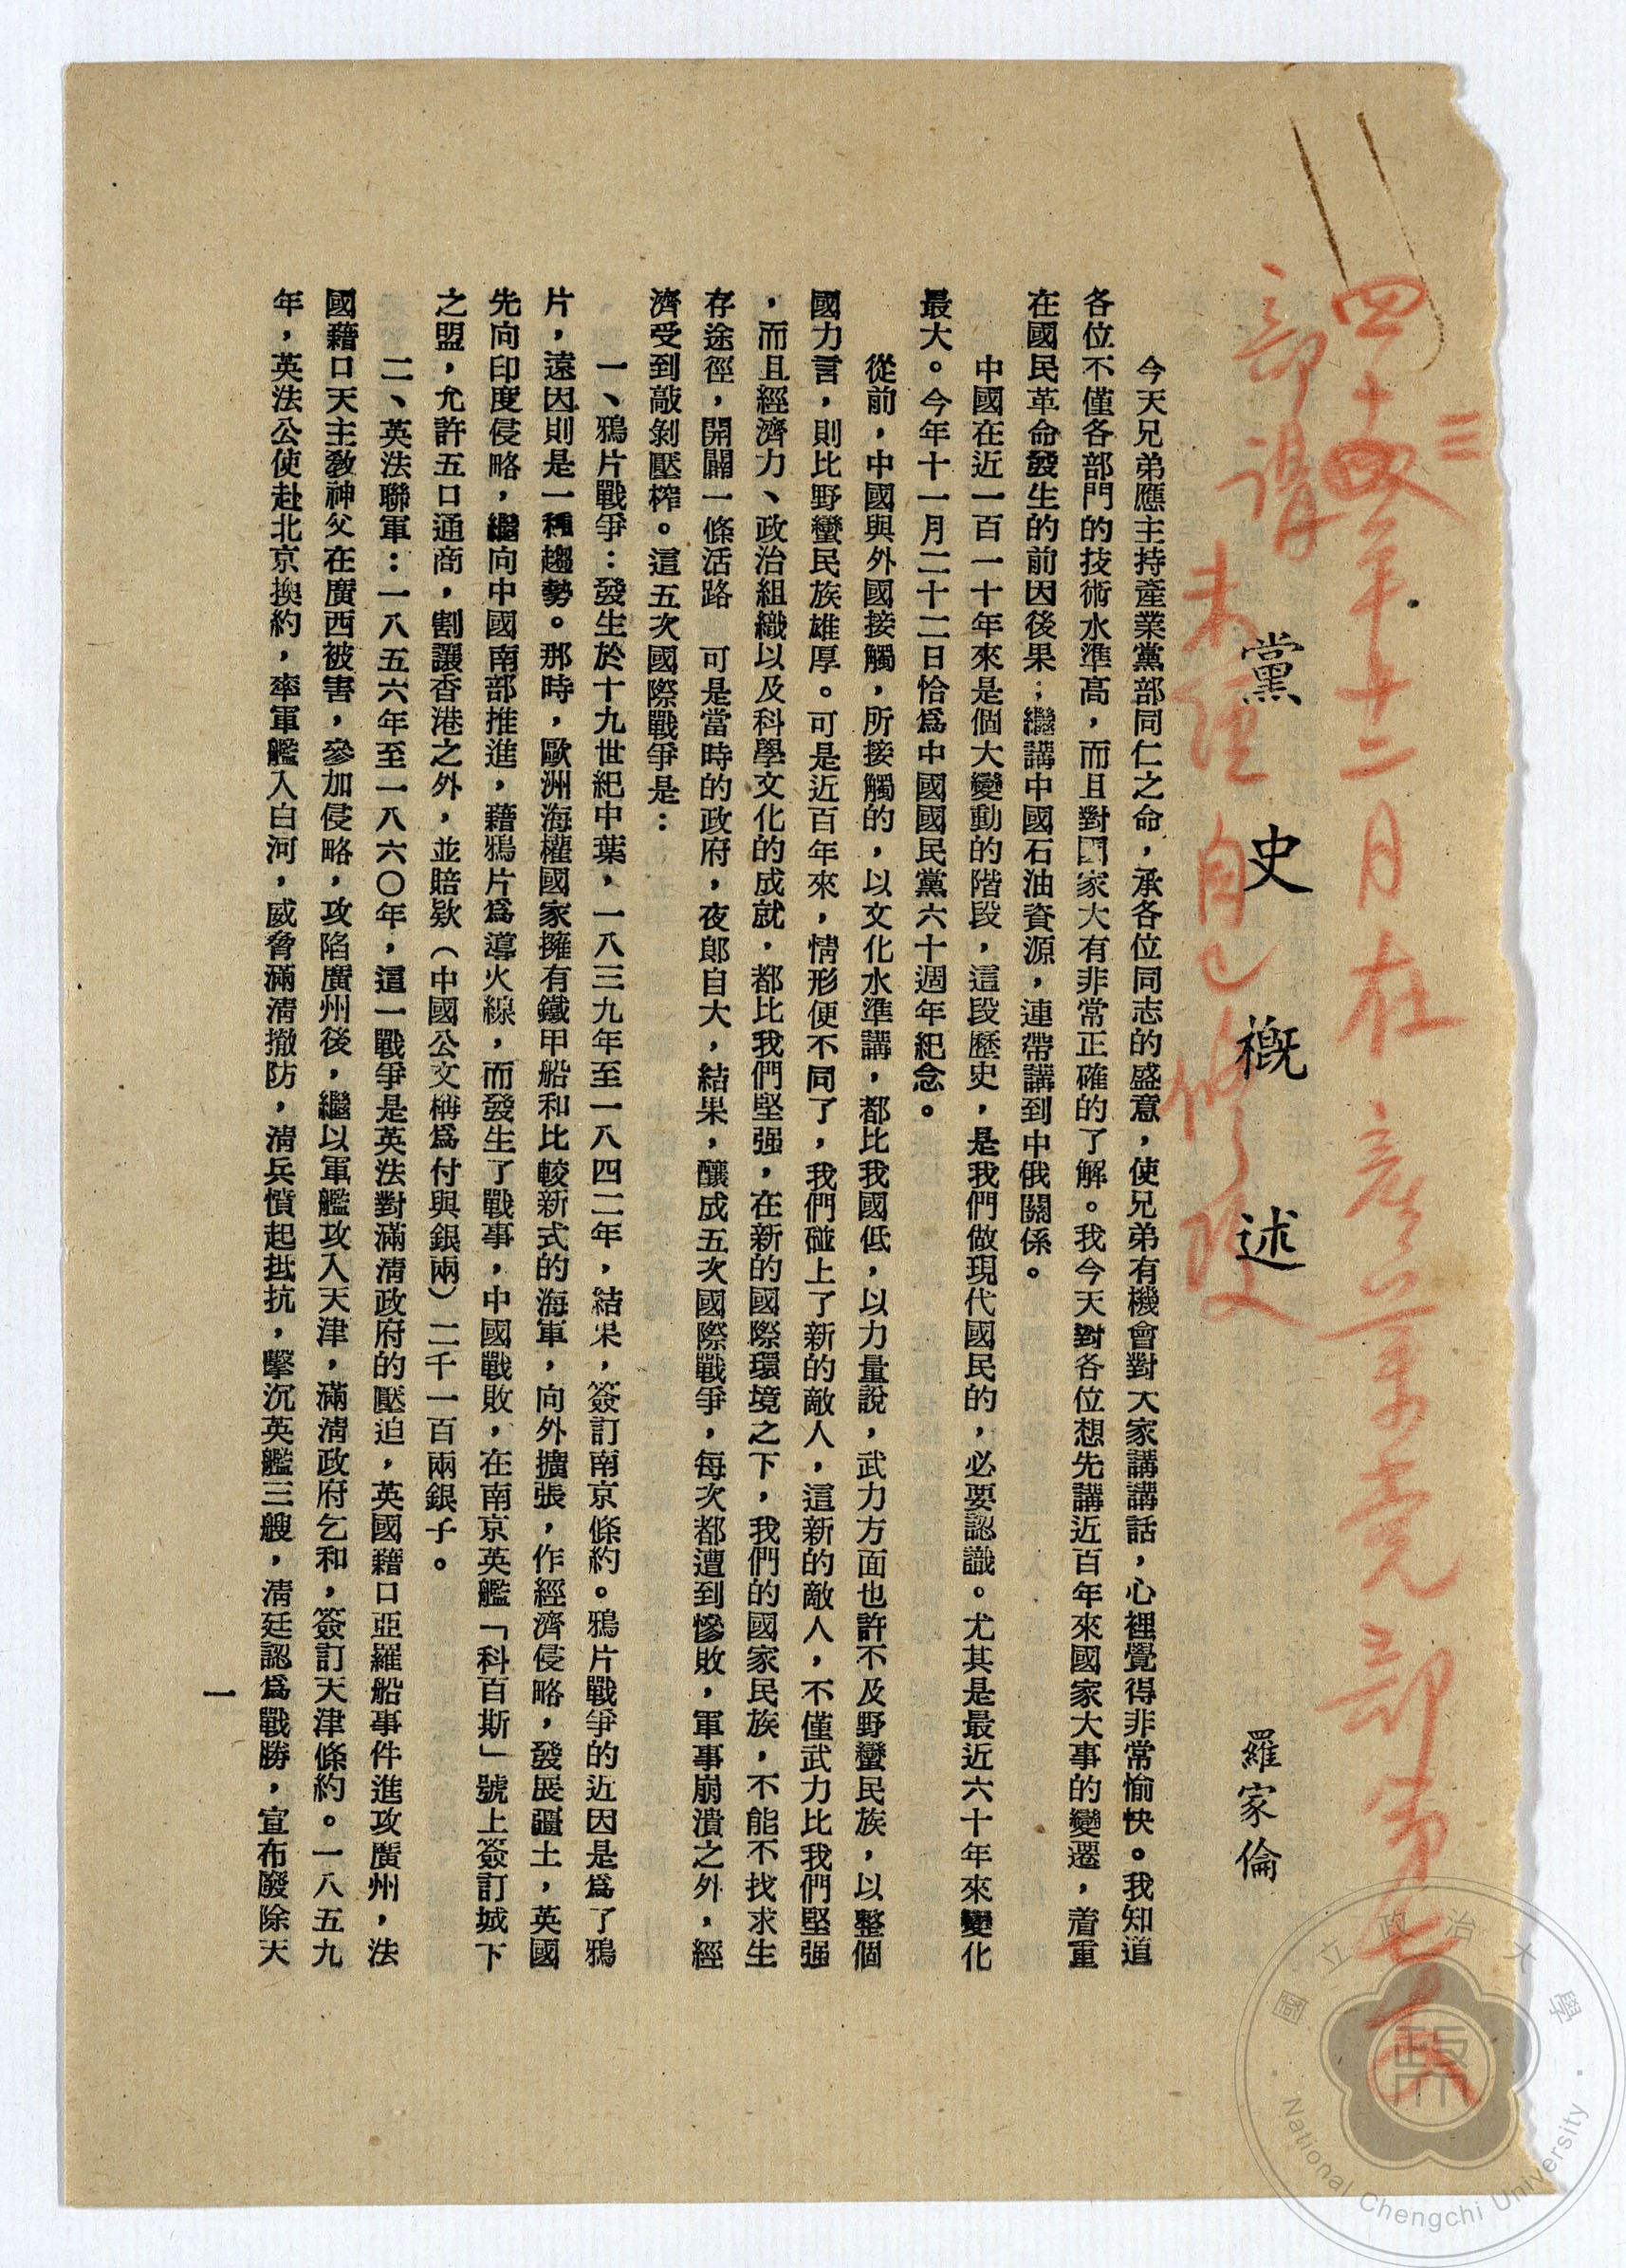 四十三年十二月在產業黨部第
部講 未經自己修改
黨史概述
羅家倫
今天兄弟應主持產業黨部同仁之命，承各位同志的盛意，使兄弟有機會對大家講講話，心裡覺得非常愉快。我知道
各位不僅各部門的技術水準高，而且對國家大有非常正確的了解。我今天對各位想先講近百年來國家大事的變遷，着重
在國民革命發生的前因後果；繼講中國石油資源，連帶講到中俄關係。
中國在近一百一十年來是個大變動的階段，這段歷史，是我們做現代國民的，必要認識。尤其是最近六十年來變化
最大。今年十一月二十二日恰爲中國國民黨六十週年紀念。
從前，中國與外國接觸，所接觸的，以文化水準講，都比我國低，以力量說，武力方面也許不及野蠻民族，以整個
國力言，則比野蠻民族雄厚。可是近百年來，情形便不同了，我們碰上了新的敵人，這新的敵人，不僅武力比我們堅强
，而且經濟力、政治組織以及科學文化的成就，都比我們堅强，在新的國際環境之下，我們的國家民族，不能不找求生
存途徑，開闢一條活路　可是當時的政府，夜郎自大，結果，釀成五次國際戰爭，每次都遭到慘敗，軍事崩潰之外，經
濟受到敲剝壓榨。這五次國際戰爭是：
一、鴉片戰爭：發生於十九世紀中葉，一八三九年至一八四二年，結果，簽訂南京條約。鴉片戰爭的近因是爲了鴉
片，遠因則是一種趨勢。那時，歐洲海權國家擁有鐵甲船和比較新式的海軍，向外擴張，作經濟侵略，發展疆土，英國
先向印度侵略，繼向中國南部推進，藉鴉片爲導火線，而發生了戰事，中國戰敗，在南京英艦「科百斯」號上簽訂城下
之盟，允許五口通商，割讓香港之外，並賠欵（中國公文稱爲付與銀兩）二千一百兩銀子。
二、英法聯軍：一八五六年至一八六〇年，這一戰爭是英法對滿清政府的壓迫，英國藉口亞羅船事件進攻廣州，法
國藉口天主教神父在廣西被害，參加侵略，攻陷廣州後，繼以軍艦攻入天津，滿清政府乞和，簽訂天津條約。一八五九
年，英法公使赴北京換約，率軍艦入白河，威脅滿清撤防，清兵憤起抵抗，擊沉英艦三艘，清廷認爲戰勝，宣布廢除天
一
國立政治大學
National Chengchi University